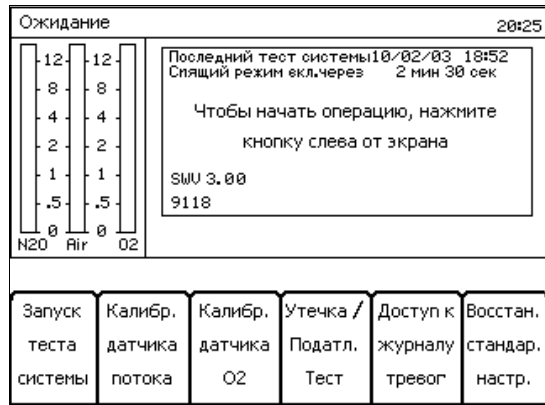 Ожидание 20:25
12 12
8 8
4 4
2 2
1 1
.5 .5
0 0
N2O Air O2
Последний тест системы10/02/03 18:52
Спящий режим вкл.через 2 мин 30 сек
Чтобы начать операцию, нажмите
кнопку слева от экрана
SWV 3.00
9118
Запуск теста системы
Калибр. датчика потока
Калибр. датчика O2
Утечка / Податл. Тест
Доступ к журналу тревог
Восстан. стандар. настр.